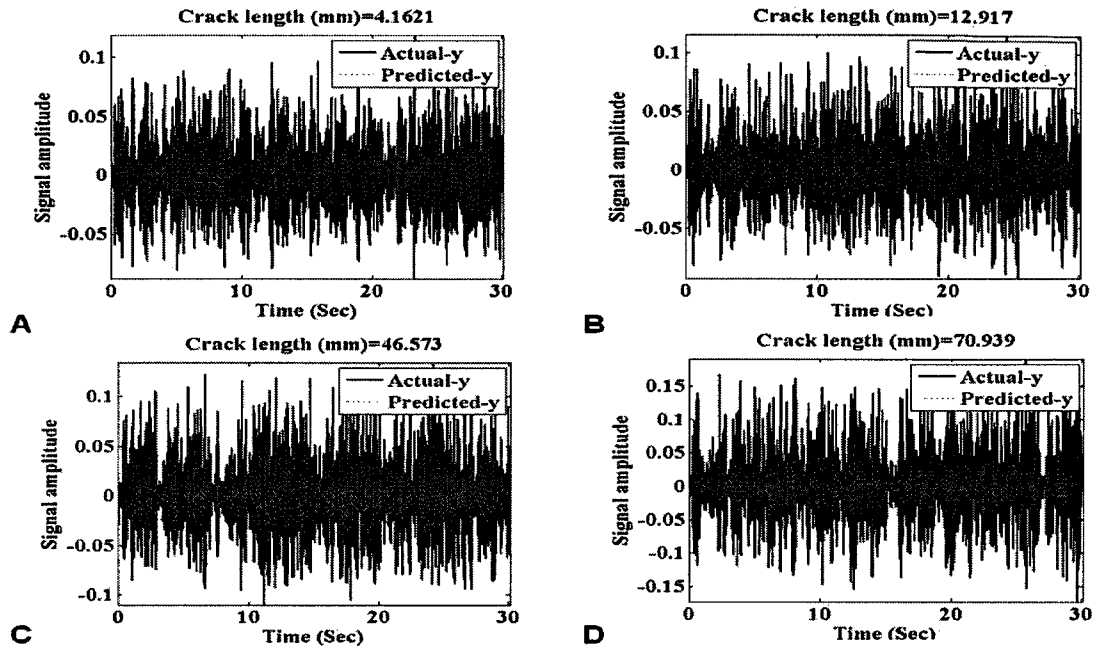 Crack length (mm)=4.1621
Actual-y
Predicted-y
0.1
0.05
0
-0.05
Signal amplitude
0 10 20 30
Time (Sec)
A
Crack length (mm)=12.917
Actual-y
Predicted-y
0.1
0.05
0
-0.05
Signal amplitude
0 10 20 30
Time (Sec)
B
Crack length (mm)=46.573
Actual-y
Predicted-y
0.1
0.05
0
-0.05
-0.1
Signal amplitude
0 10 20 30
Time (Sec)
C
Crack length (mm)=70.939
Actual-y
Predicted-y
0.15
0.1
0.05
0
-0.05
-0.1
-0.15
Signal amplitude
0 10 20 30
Time (Sec)
D